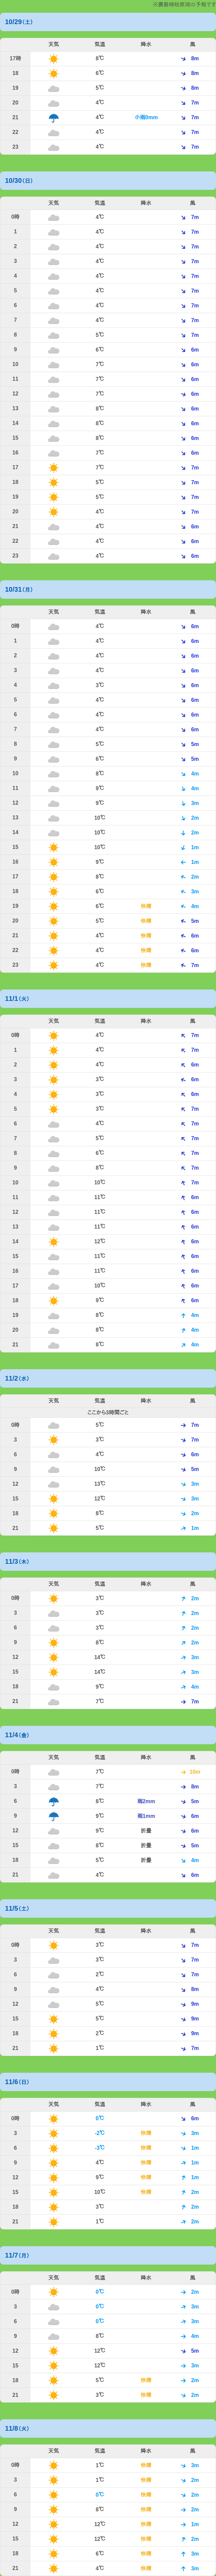 ※裏磐梯桧原湖の予報です
10/29(土)
天気 気温 降水 風
17時 8℃ 8m
18 6℃ 8m
19 5℃ 8m
20 4℃ 7m
21 4℃ 小雨0mm 7m
22 4℃ 7m
23 4℃ 7m
10/30(日)
天気 気温 降水 風
0時 4℃ 7m
1 4℃ 7m
2 4℃ 7m
3 4℃ 7m
4 4℃ 7m
5 4℃ 7m
6 4℃ 7m
7 4℃ 7m
8 5℃ 7m
9 6℃ 6m
10 7℃ 6m
11 7℃ 6m
12 7℃ 6m
13 8℃ 6m
14 8℃ 6m
15 8℃ 6m
16 7℃ 7m
17 7℃ 7m
18 5℃ 7m
19 5℃ 7m
20 4℃ 7m
21 4℃ 6m
22 4℃ 6m
23 4℃ 6m
10/31(月)
天気 気温 降水 風
0時 4℃ 6m
1 4℃ 6m
2 4℃ 6m
3 4℃ 6m
4 3℃ 6m
5 4℃ 6m
6 4℃ 6m
7 4℃ 6m
8 5℃ 5m
9 6℃ 5m
10 8℃ 4m
11 9℃ 4m
12 9℃ 3m
13 10℃ 2m
14 10℃ 2m
15 10℃ 1m
16 9℃ 1m
17 8℃ 2m
18 6℃ 3m
19 6℃ 快晴 4m
20 5℃ 快晴 5m
21 4℃ 快晴 6m
22 4℃ 快晴 6m
23 4℃ 快晴 7m
11/1(火)
天気 気温 降水 風
0時 4℃ 7m
1 4℃ 7m
2 4℃ 6m
3 3℃ 6m
4 3℃ 6m
5 3℃ 7m
6 4℃ 7m
7 5℃ 7m
8 6℃ 7m
9 8℃ 7m
10 10℃ 7m
11 11℃ 6m
12 11℃ 6m
13 11℃ 6m
14 12℃ 6m
15 11℃ 6m
16 11℃ 6m
17 10℃ 6m
18 9℃ 6m
19 8℃ 4m
20 8℃ 4m
21 8℃ 4m
11/2(水)
天気 気温 降水 風
ここから3時間ごと
0時 5℃ 7m
3 3℃ 7m
6 4℃ 6m
9 10℃ 5m
12 13℃ 3m
15 12℃ 3m
18 8℃ 2m
21 5℃ 1m
11/3(木)
天気 気温 降水 風
0時 3℃ 2m
3 3℃ 2m
6 3℃ 2m
9 8℃ 2m
12 14℃ 3m
15 14℃ 3m
18 9℃ 4m
21 7℃ 7m
11/4(金)
天気 気温 降水 風
0時 7℃ 10m
3 7℃ 8m
6 8℃ 雨2mm 5m
9 9℃ 雨1mm 6m
12 9℃ 折畳 6m
15 8℃ 折畳 5m
18 5℃ 折畳 4m
21 4℃ 6m
11/5(土)
天気 気温 降水 風
0時 3℃ 7m
3 3℃ 7m
6 2℃ 7m
9 4℃ 8m
12 5℃ 9m
15 5℃ 9m
18 2℃ 9m
21 1℃ 7m
11/6(日)
天気 気温 降水 風
0時 0℃ 6m
3 -2℃ 快晴 3m
6 -3℃ 快晴 1m
9 4℃ 快晴 1m
12 9℃ 快晴 1m
15 10℃ 快晴 2m
18 3℃ 2m
21 1℃ 2m
11/7(月)
天気 気温 降水 風
0時 0℃ 2m
3 0℃ 3m
6 0℃ 3m
9 8℃ 4m
12 12℃ 5m
15 12℃ 3m
18 5℃ 快晴 2m
21 3℃ 快晴 2m
11/8(火)
天気 気温 降水 風
0時 1℃ 快晴 3m
3 1℃ 快晴 2m
6 0℃ 快晴 2m
9 8℃ 快晴 2m
12 12℃ 快晴 1m
15 12℃ 快晴 2m
18 6℃ 快晴 3m
21 4℃ 快晴 3m